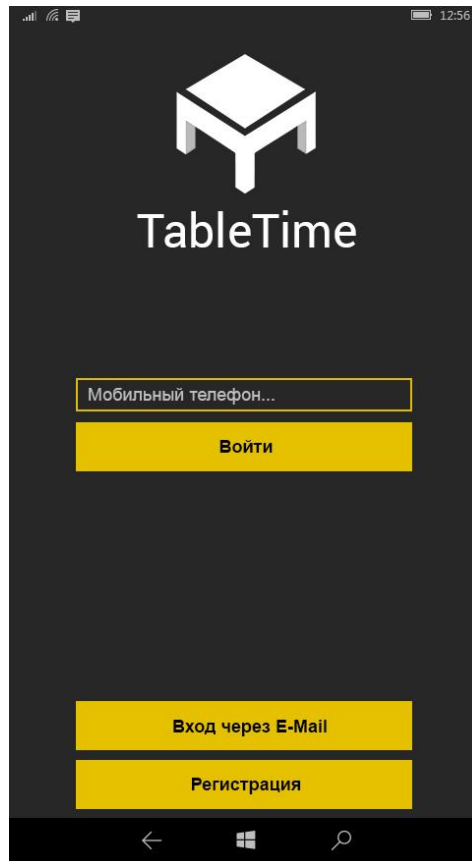 12:56
TableTime
Мобильный телефон...
Войти
Вход через E-Mail
Регистрация